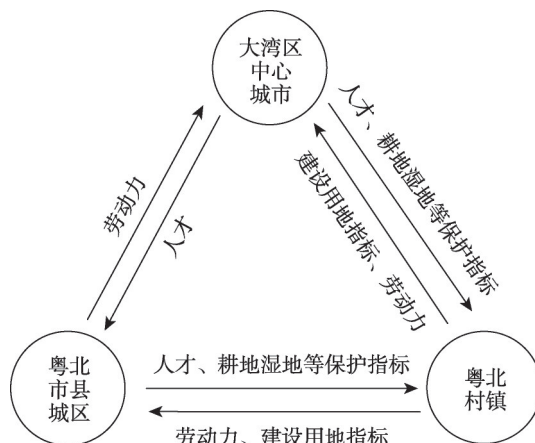 大湾区
中心
城市
人才、耕地湿地等保护指标
建设用地指标、劳动力
劳动力
人才
粤北
市县
城区
人才、耕地湿地等保护指标
粤北
村镇
劳动力、建设用地指标